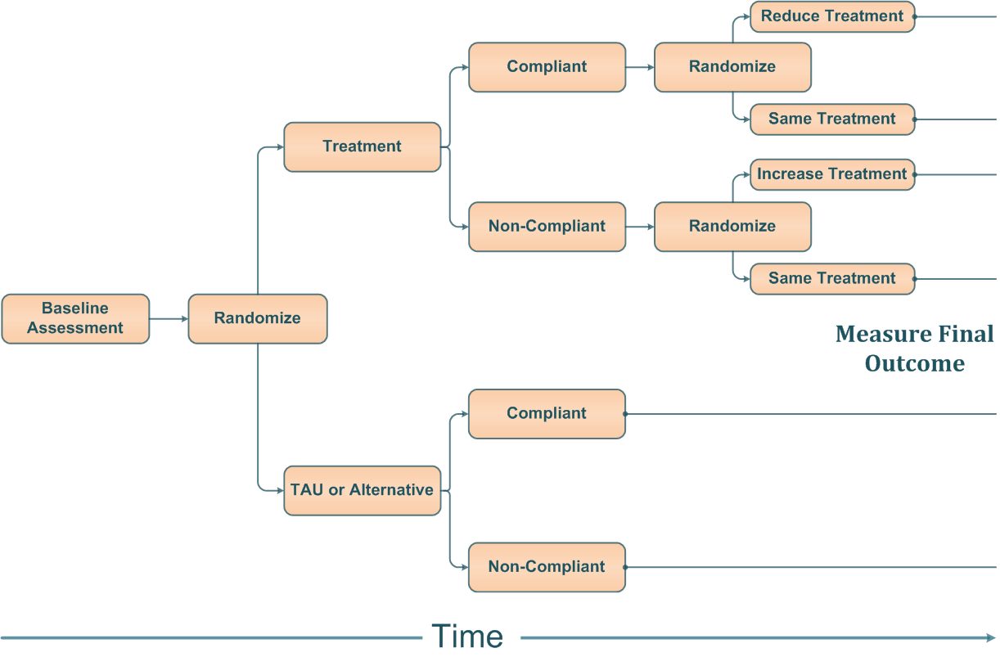 Reduce Treatment
Compliant
Randomize
Same Treatment
Treatment
Increase Treatment
Non-Compliant
Randomize
Same Treatment
Baseline
Assessment
Randomize
Measure Final
Outcome
Compliant
TAU or Alternative
Non-Compliant
Time